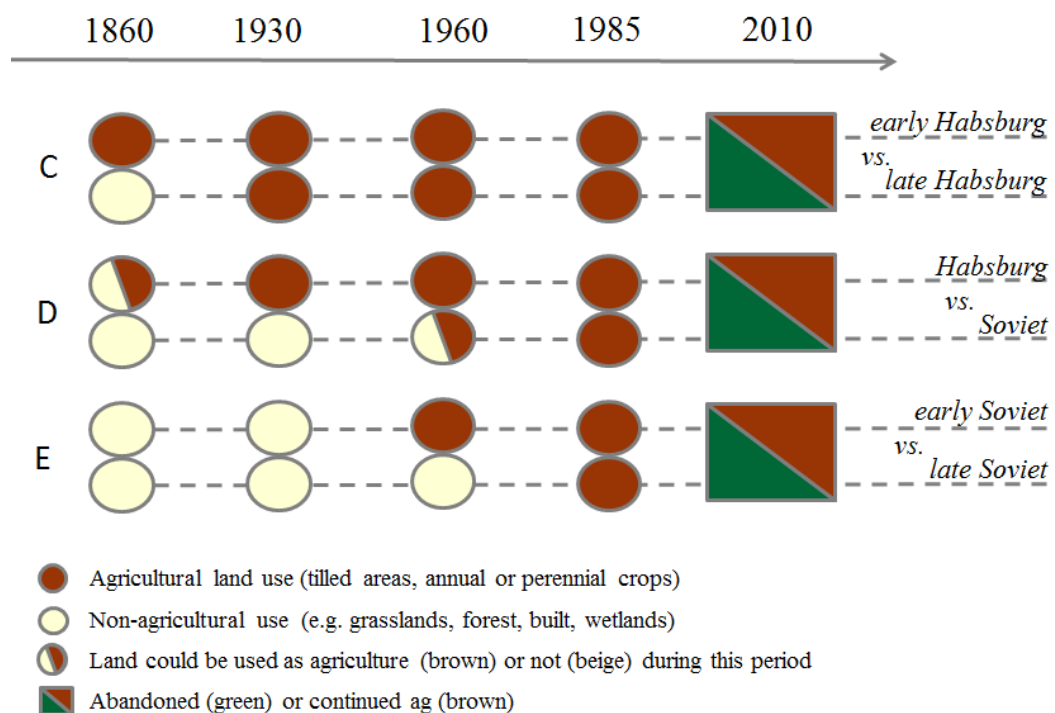 1860 1930 1960 1985 2010
C
early Habsburg
vs.
late Habsburg
D
Habsburg
vs.
Soviet
E
early Soviet
vs.
late Soviet
Agricultural land use (tilled areas, annual or perennial crops)
Non-agricultural use (e.g. grasslands, forest, built, wetlands)
Land could be used as agriculture (brown) or not (beige) during this period
Abandoned (green) or continued ag (brown)